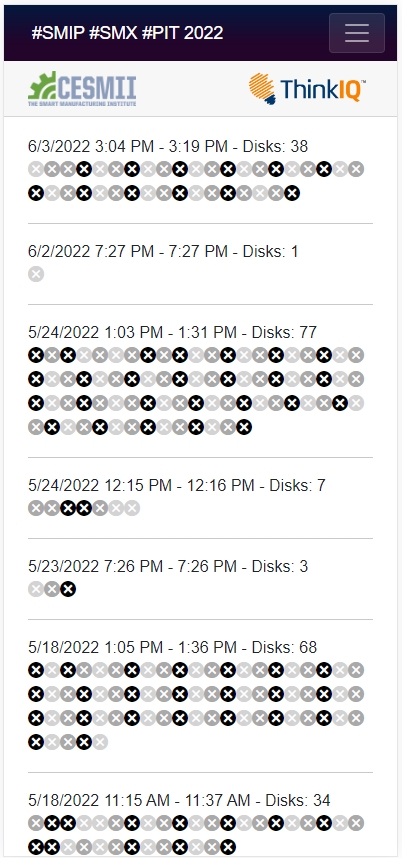 #SMIP #SMX #PIT 2022
CESMII
THE SMART MANUFACTURING INSTITUTE
ThinkIQ™
6/3/2022 3:04 PM - 3:19 PM - Disks: 38
6/2/2022 7:27 PM - 7:27 PM - Disks: 1
5/24/2022 1:03 PM - 1:31 PM - Disks: 77
5/24/2022 12:15 PM - 12:16 PM - Disks: 7
5/23/2022 7:26 PM - 7:26 PM - Disks: 3
5/18/2022 1:05 PM - 1:36 PM - Disks: 68
5/18/2022 11:15 AM - 11:37 AM - Disks: 34